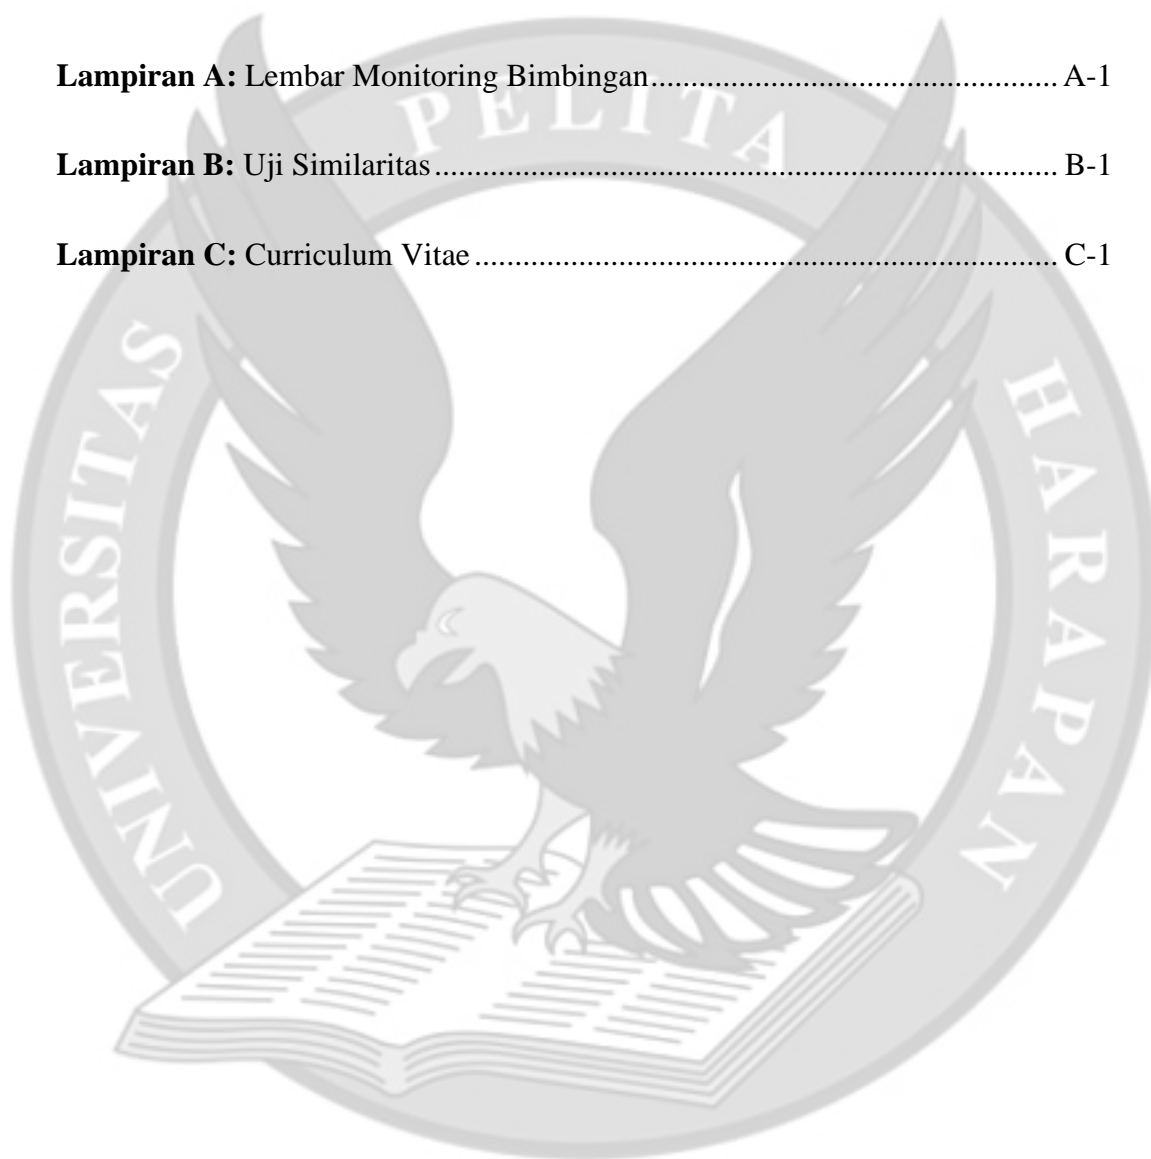 Lampiran A: Lembar Monitoring Bimbingan.................................................. A-1
Lampiran B: Uji Similaritas.............................................................................. B-1
Lampiran C: Curriculum Vitae......................................................................... C-1
UNIVERSITAS PELITA HARAPAN